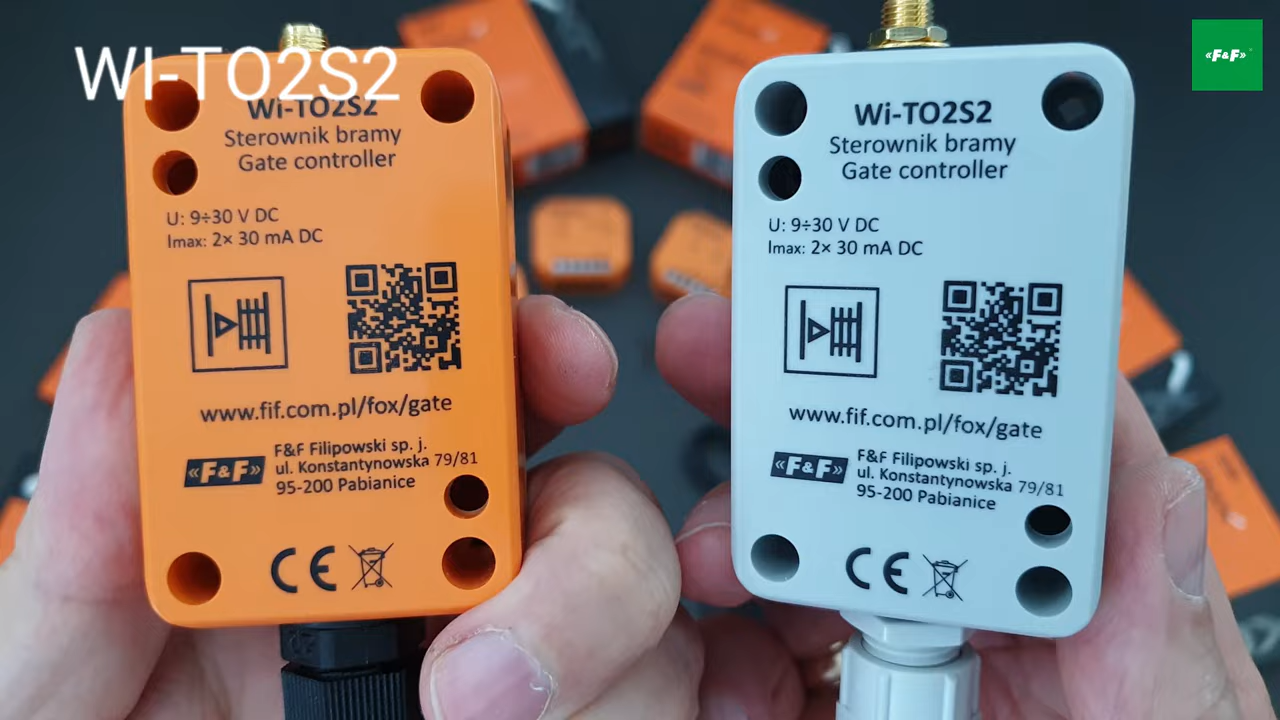 WI-TO2S2
«F&F»
Wi-TO2S2
Sterownik bramy
Gate controller
U: 9÷30 V DC
Imax: 2× 30 mA DC
www.fif.com.pl/fox/gate
«F&F»
F&F Filipowski sp. j.
ul. Konstantynowska 79/81
95-200 Pabianice
CE
Wi-TO2S2
Sterownik bramy
Gate controller
U: 9÷30 V DC
Imax: 2× 30 mA DC
www.fif.com.pl/fox/gate
«F&F»
F&F Filipowski sp. j.
ul. Konstantynowska 79/81
95-200 Pabianice
CE